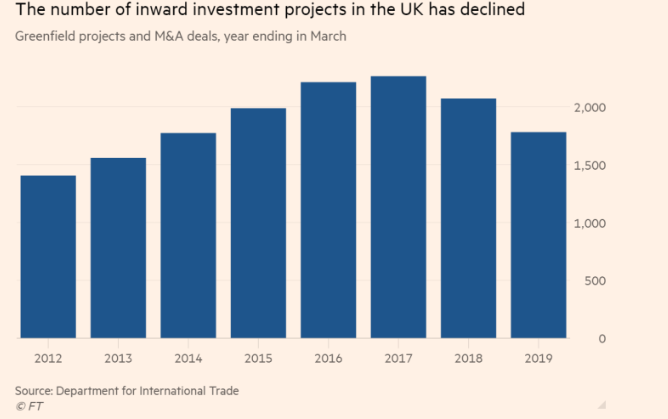 The number of inward investment projects in the UK has declined
Greenfield projects and M&A deals, year ending in March
2,000
1,500
1,000
500
0
2012 2013 2014 2015 2016 2017 2018 2019
Source: Department for International Trade
© FT